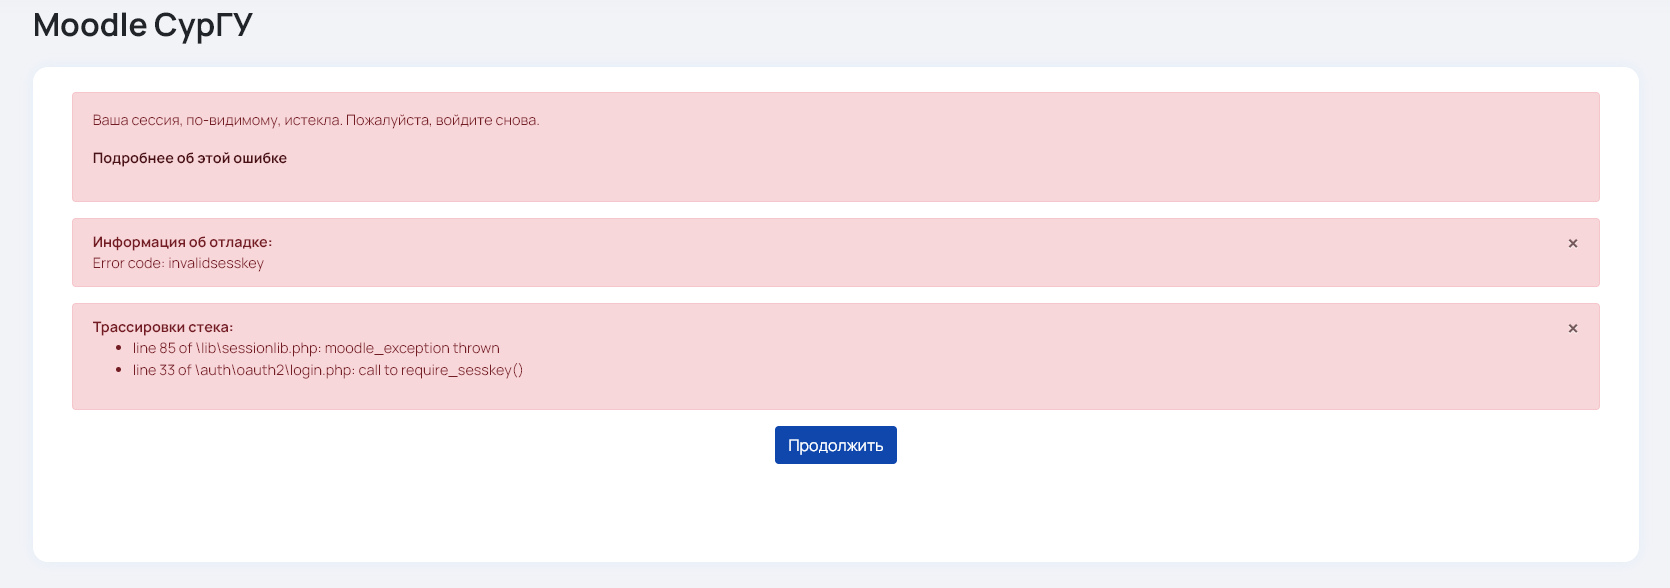 Moodle СурГУ
Ваша сессия, по-видимому, истекла. Пожалуйста, войдите снова.
Подробнее об этой ошибке
Информация об отладке:
×
Error code: invalidsesskey
Трассировки стека:
×
• line 85 of \lib\sessionlib.php: moodle_exception thrown
• line 33 of \auth\oauth2\login.php: call to require_sesskey()
Продолжить